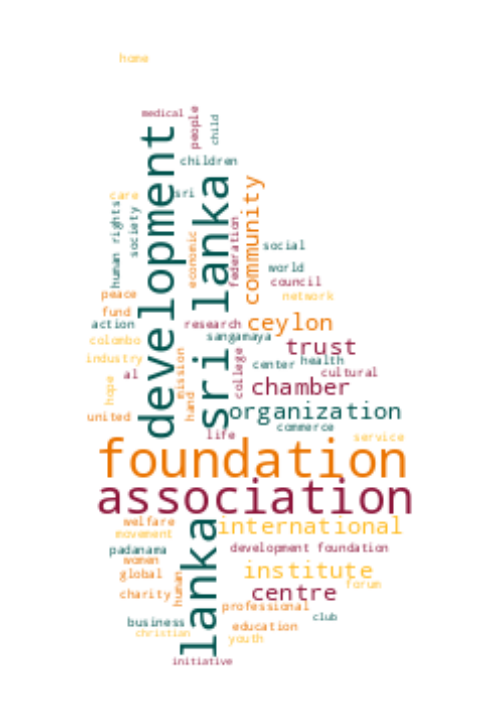 home
medical
people
child
children
development
care
sri
sri lanka
community
human rights
society
economic
federation
social
world
peace
council
network
fund
action
research
ceylon
colombo
sangamaya
trust
industry
mission
college
center
health
al
cultural
hope
hand
chamber
united
organization
commerce
life
service
foundation
association
welfare
lanka
international
movement
padanama
development foundation
women
global
institute
human
forum
charity
centre
professional
business
club
christian
education
youth
initiative